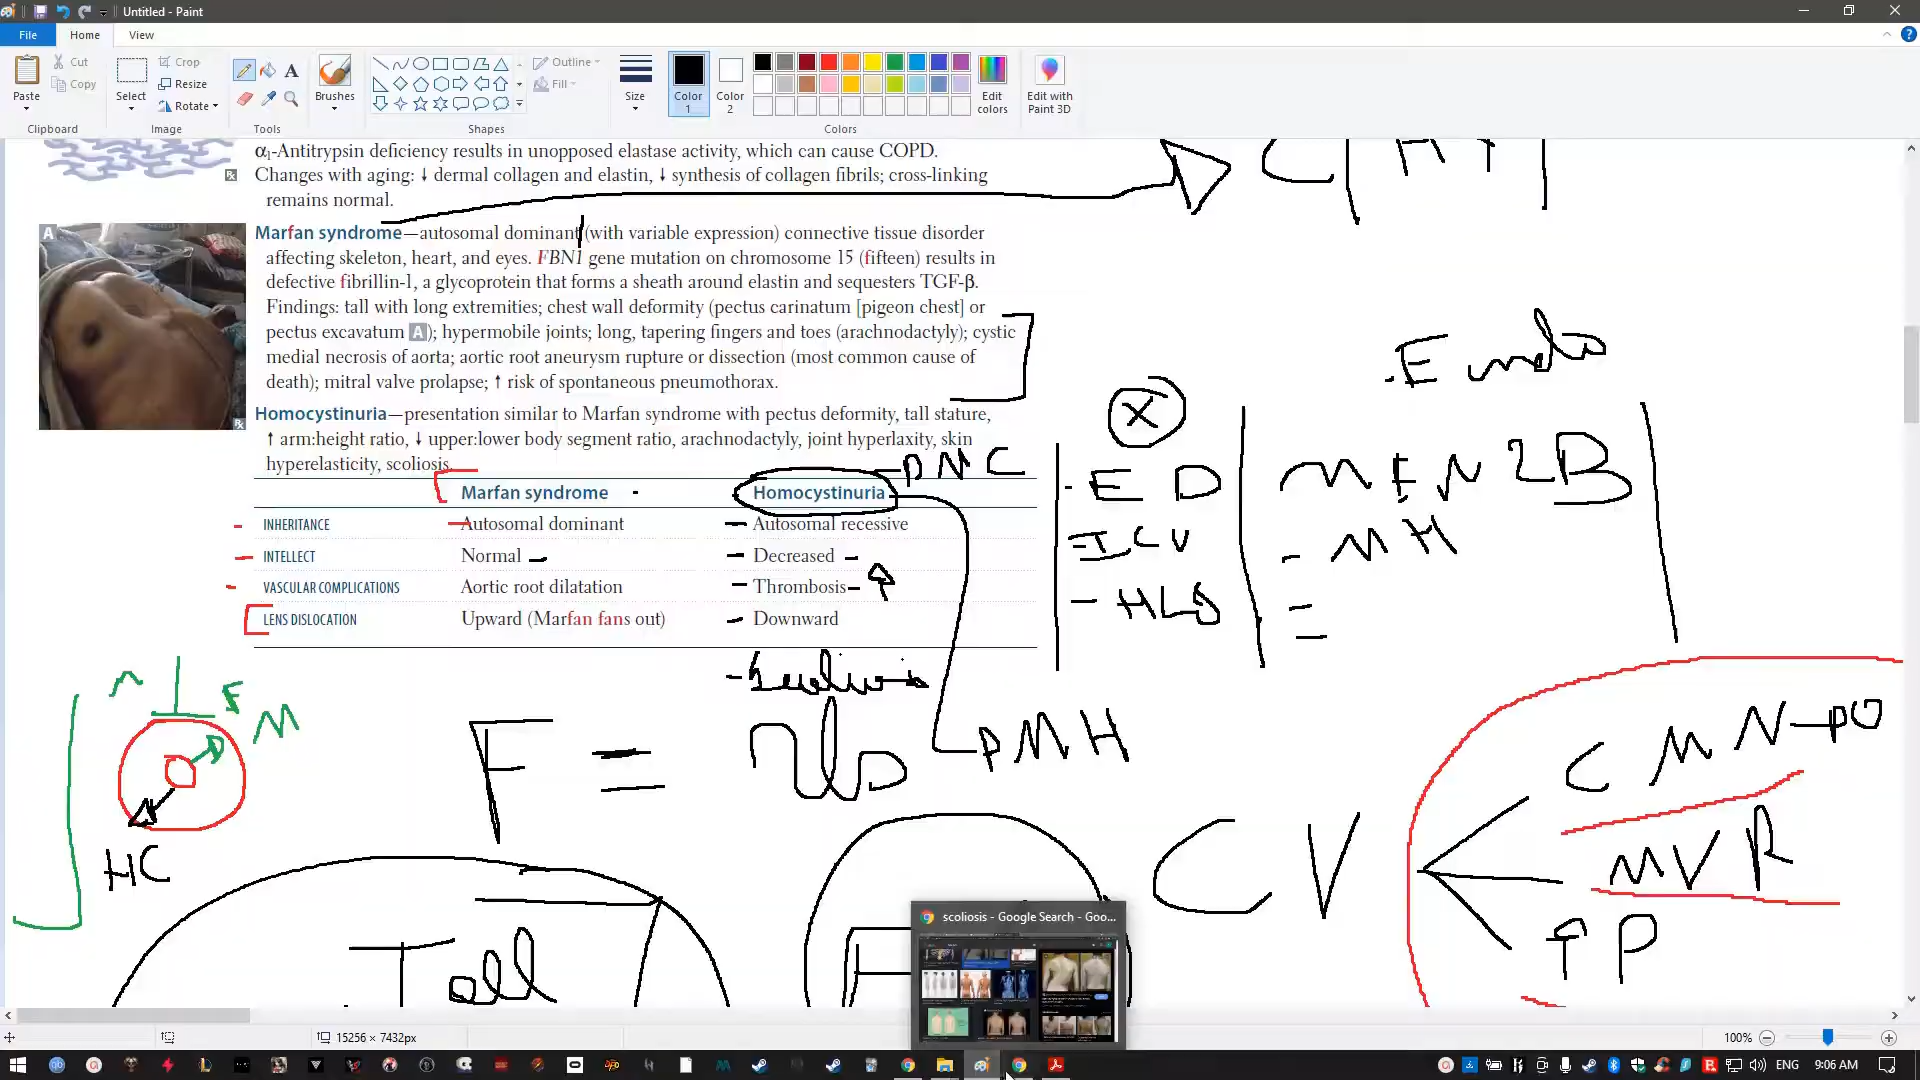 Untitled - Paint
File
Home
View
Paste
Cut
Copy
Clipboard
Select
Crop
Resize
Rotate
Image
Tools
Brushes
Shapes
Outline
Fill
Size
Color 1
Color 2
Colors
Edit colors
Edit with Paint 3D
α1-Antitrypsin deficiency results in unopposed elastase activity, which can cause COPD.
Changes with aging: ↓ dermal collagen and elastin, ↓ synthesis of collagen fibrils; cross-linking
remains normal.
A
Marfan syndrome—autosomal dominant (with variable expression) connective tissue disorder
affecting skeleton, heart, and eyes. FBN1 gene mutation on chromosome 15 (fifteen) results in
defective fibrillin-1, a glycoprotein that forms a sheath around elastin and sequesters TGF-β.
Findings: tall with long extremities; chest wall deformity (pectus carinatum [pigeon chest] or
pectus excavatum A); hypermobile joints; long, tapering fingers and toes (arachnodactyly); cystic
medial necrosis of aorta; aortic root aneurysm rupture or dissection (most common cause of
death); mitral valve prolapse; ↑ risk of spontaneous pneumothorax.
Homocystinuria—presentation similar to Marfan syndrome with pectus deformity, tall stature,
↑ arm:height ratio, ↓ upper:lower body segment ratio, arachnodactyly, joint hyperlaxity, skin
hyperelasticity, scoliosis.
Marfan syndrome
Homocystinuria
INHERITANCE
Autosomal dominant
Autosomal recessive
INTELLECT
Normal
Decreased
VASCULAR COMPLICATIONS
Aortic root dilatation
Thrombosis
LENS DISLOCATION
Upward (Marfan fans out)
Downward
PMC
X
ED
ICV
HLD
MEN 2B
MH
PMH
N
F
M
HC
F =
CV
CMN-PO
MVR
P
Tall
scoliosis - Google Search - Goo...
15256 × 7432px
100%
ENG
9:06 AM